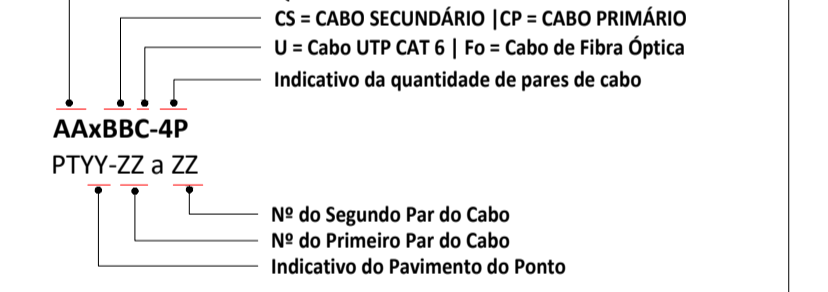 CS = CABO SECUNDÁRIO |CP = CABO PRIMÁRIO
U = Cabo UTP CAT 6 | Fo = Cabo de Fibra Óptica
Indicativo da quantidade de pares de cabo
AAxBBC-4P
PTYY-ZZ a ZZ
Nº do Segundo Par do Cabo
Nº do Primeiro Par do Cabo
Indicativo do Pavimento do Ponto